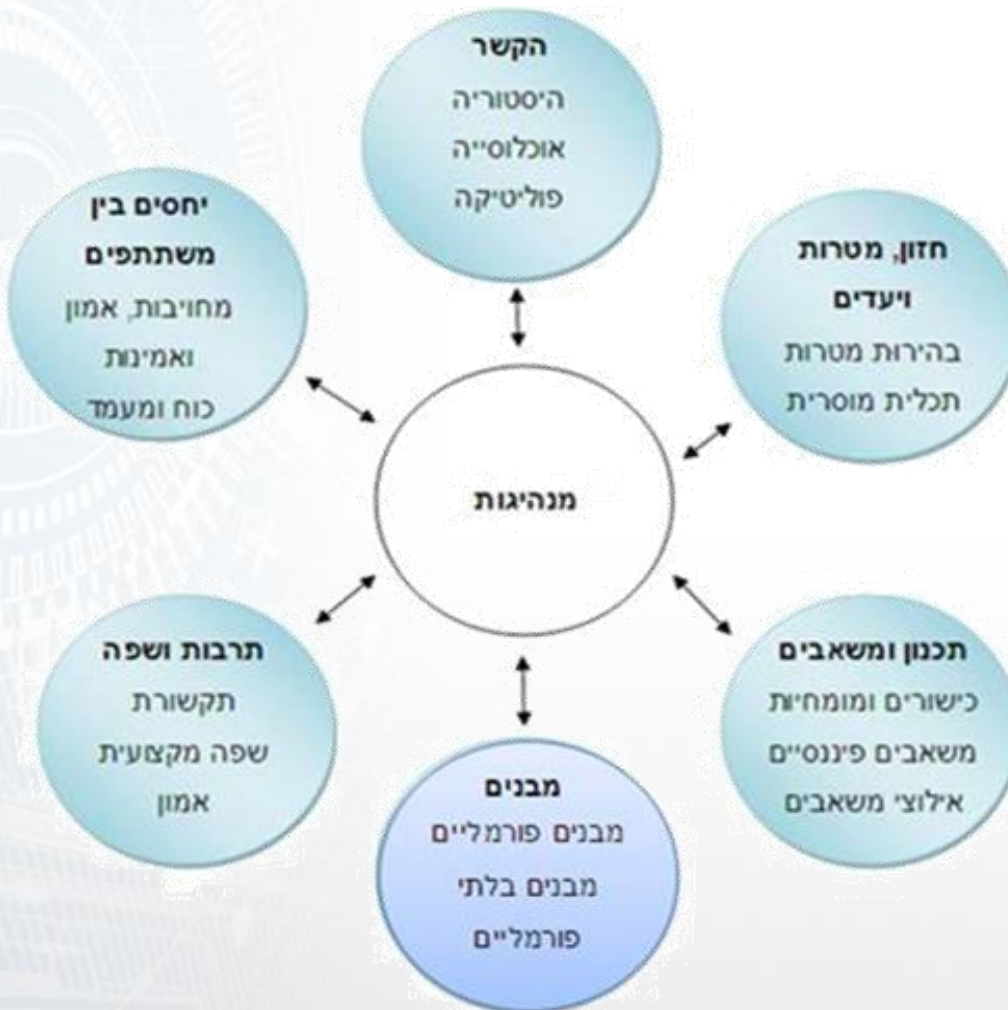 הקשר
היסטוריה
אוכלוסייה
פוליטיקה
חזון, מטרות
ויעדים
בהירות מטרות
תכלית מוסרית
יחסים בין
משתתפים
מחויבות, אמון
ואמינות
כוח ומעמד
מנהיגות
תכנון ומשאבים
כישורים ומומחיות
משאבים פיננסיים
אילוצי משאבים
תרבות ושפה
תקשורת
שפה מקצועית
אמון
מבנים
מבנים פורמליים
מבנים בלתי
פורמליים